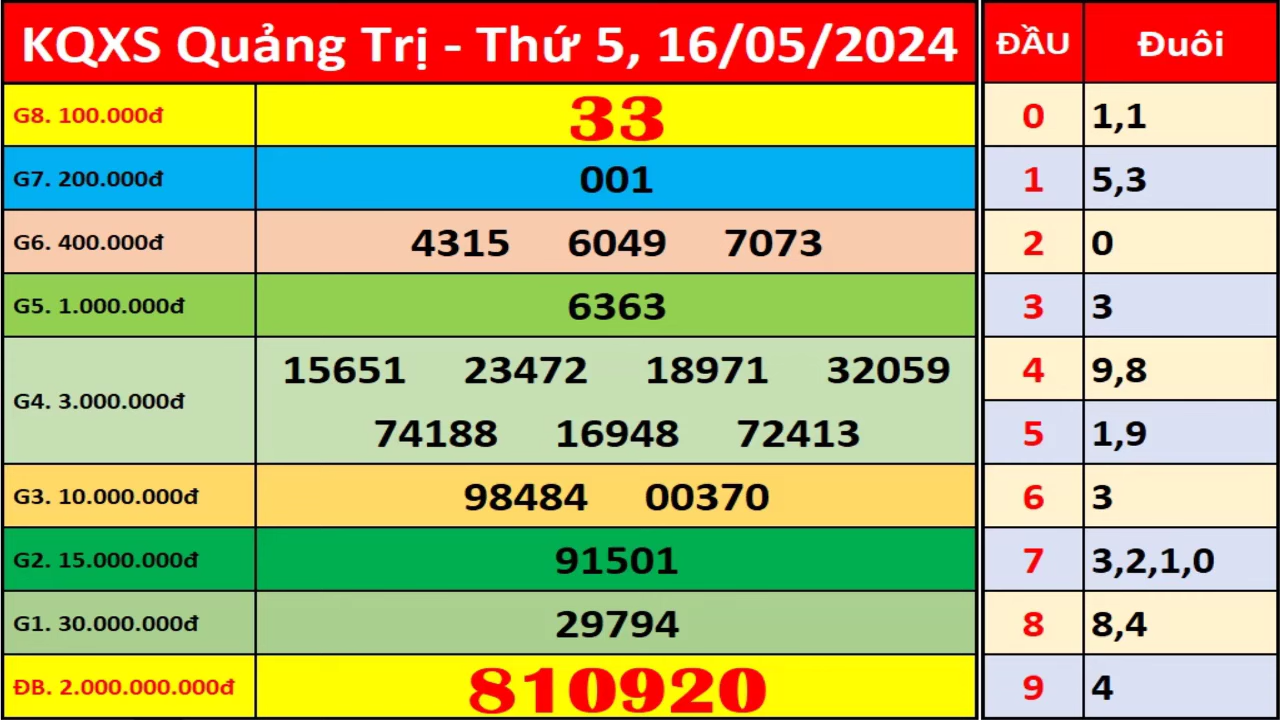 KQXS Quảng Trị - Thứ 5, 16/05/2024
G8. 100.000đ 33
G7. 200.000đ 001
G6. 400.000đ 4315 6049 7073
G5. 1.000.000đ 6363
G4. 3.000.000đ 15651 23472 18971 32059
74188 16948 72413
G3. 10.000.000đ 98484 00370
G2. 15.000.000đ 91501
G1. 30.000.000đ 29794
ĐB. 2.000.000.000đ 810920
ĐẦU Đuôi
0 1,1
1 5,3
2 0
3 3
4 9,8
5 1,9
6 3
7 3,2,1,0
8 8,4
9 4